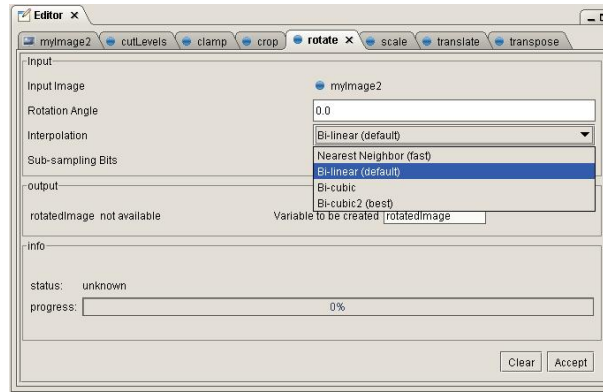 Editor
myImage2 cutLevels clamp crop rotate scale translate transpose
Input
Input Image myImage2
Rotation Angle 0.0
Interpolation Bi-linear (default)
Nearest Neighbor (fast)
Sub-sampling Bits Bi-linear (default)
Bi-cubic
Bi-cubic2 (best)
output
rotatedImage not available Variable to be created rotatedImage
info
status: unknown
progress: 0%
Clear Accept